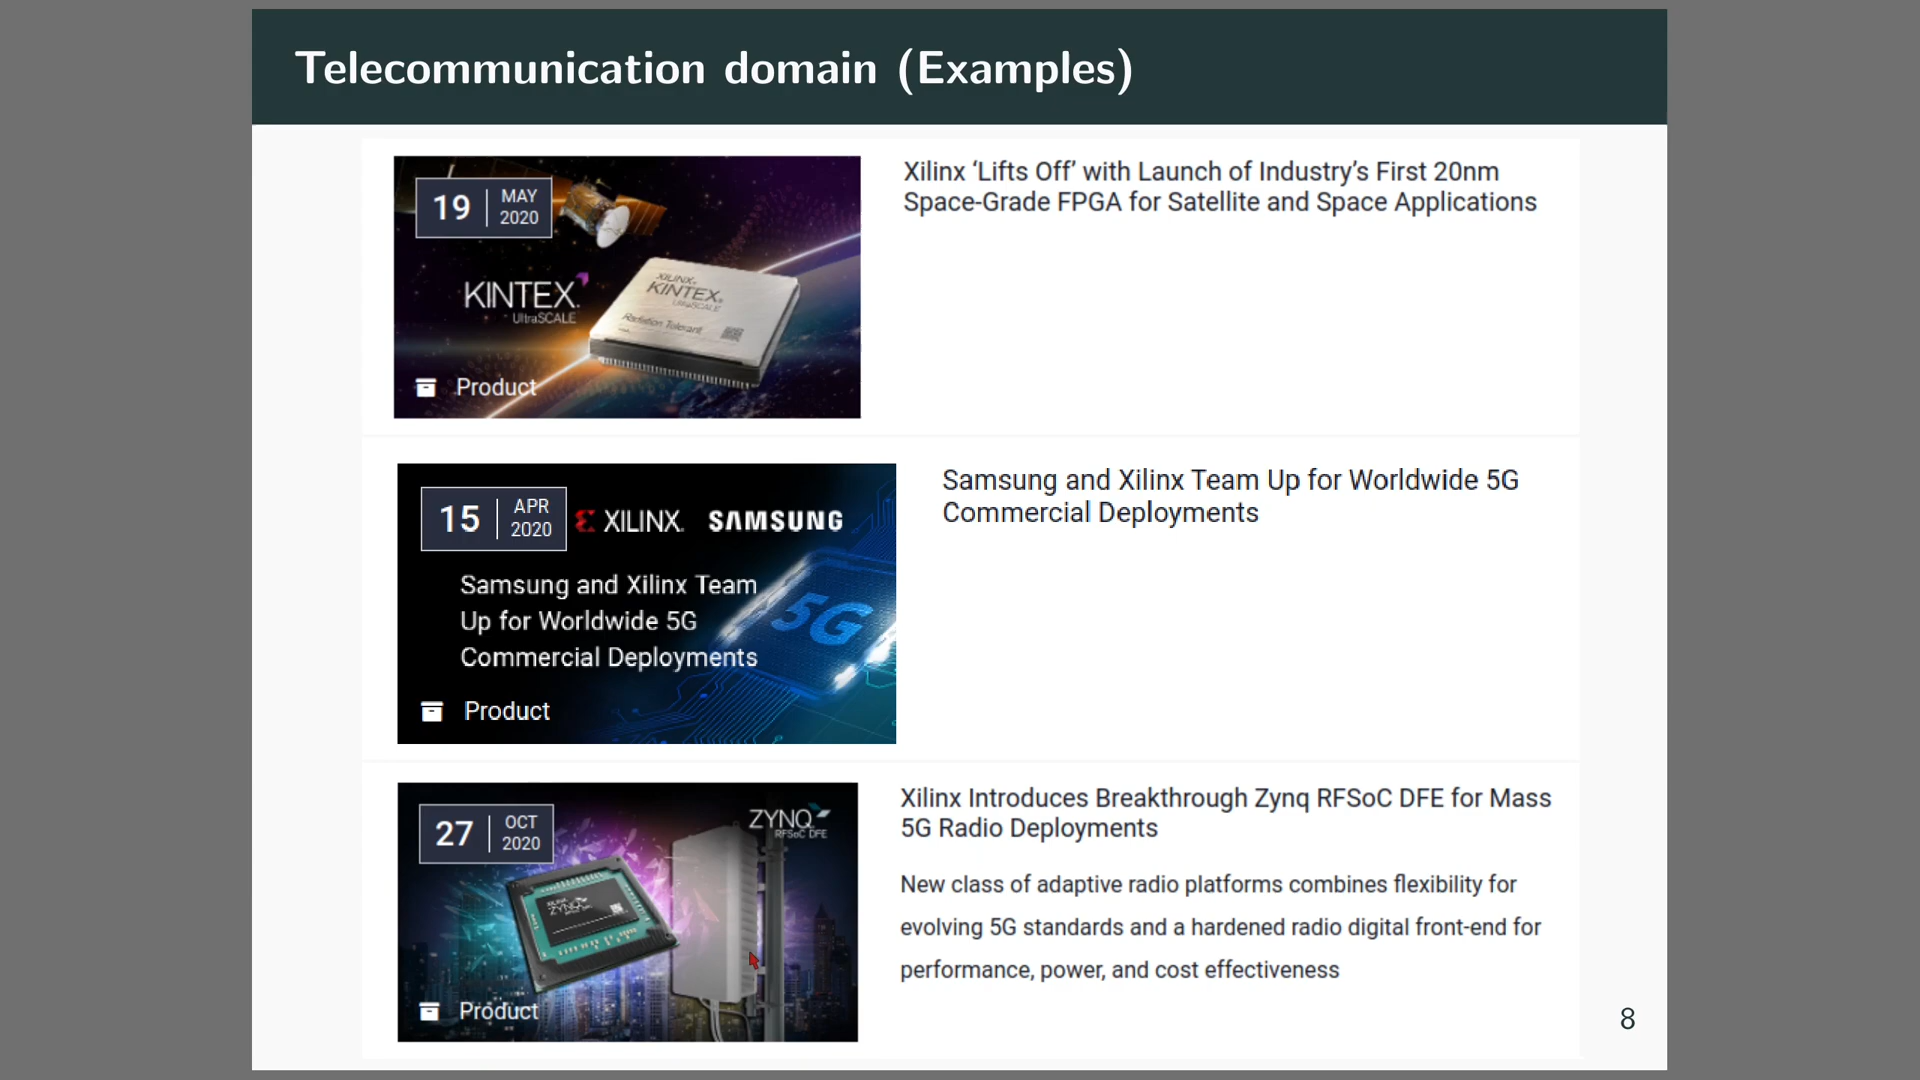 Telecommunication domain (Examples)
19 MAY 2020
KINTEX
UltraSCALE
XILINX
KINTEX
UltraSCALE
Radiation Tolerant
Product
Xilinx ‘Lifts Off’ with Launch of Industry’s First 20nm
Space-Grade FPGA for Satellite and Space Applications
15 APR 2020
XILINX SAMSUNG
Samsung and Xilinx Team
Up for Worldwide 5G
Commercial Deployments
5G
Product
Samsung and Xilinx Team Up for Worldwide 5G
Commercial Deployments
27 OCT 2020
ZYNQ
RFSoC DFE
XILINX
ZYNQ
Product
Xilinx Introduces Breakthrough Zynq RFSoC DFE for Mass
5G Radio Deployments
New class of adaptive radio platforms combines flexibility for
evolving 5G standards and a hardened radio digital front-end for
performance, power, and cost effectiveness
8